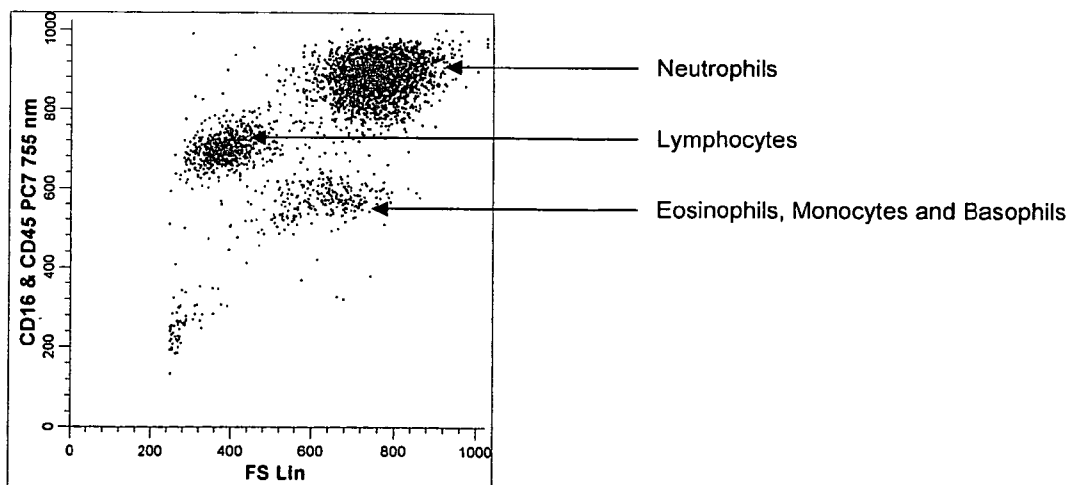 CD16 & CD45 PC7 755 nm
1000
800
600
400
200
0
0 200 400 600 800 1000
FS Lin
Neutrophils
Lymphocytes
Eosinophils, Monocytes and Basophils